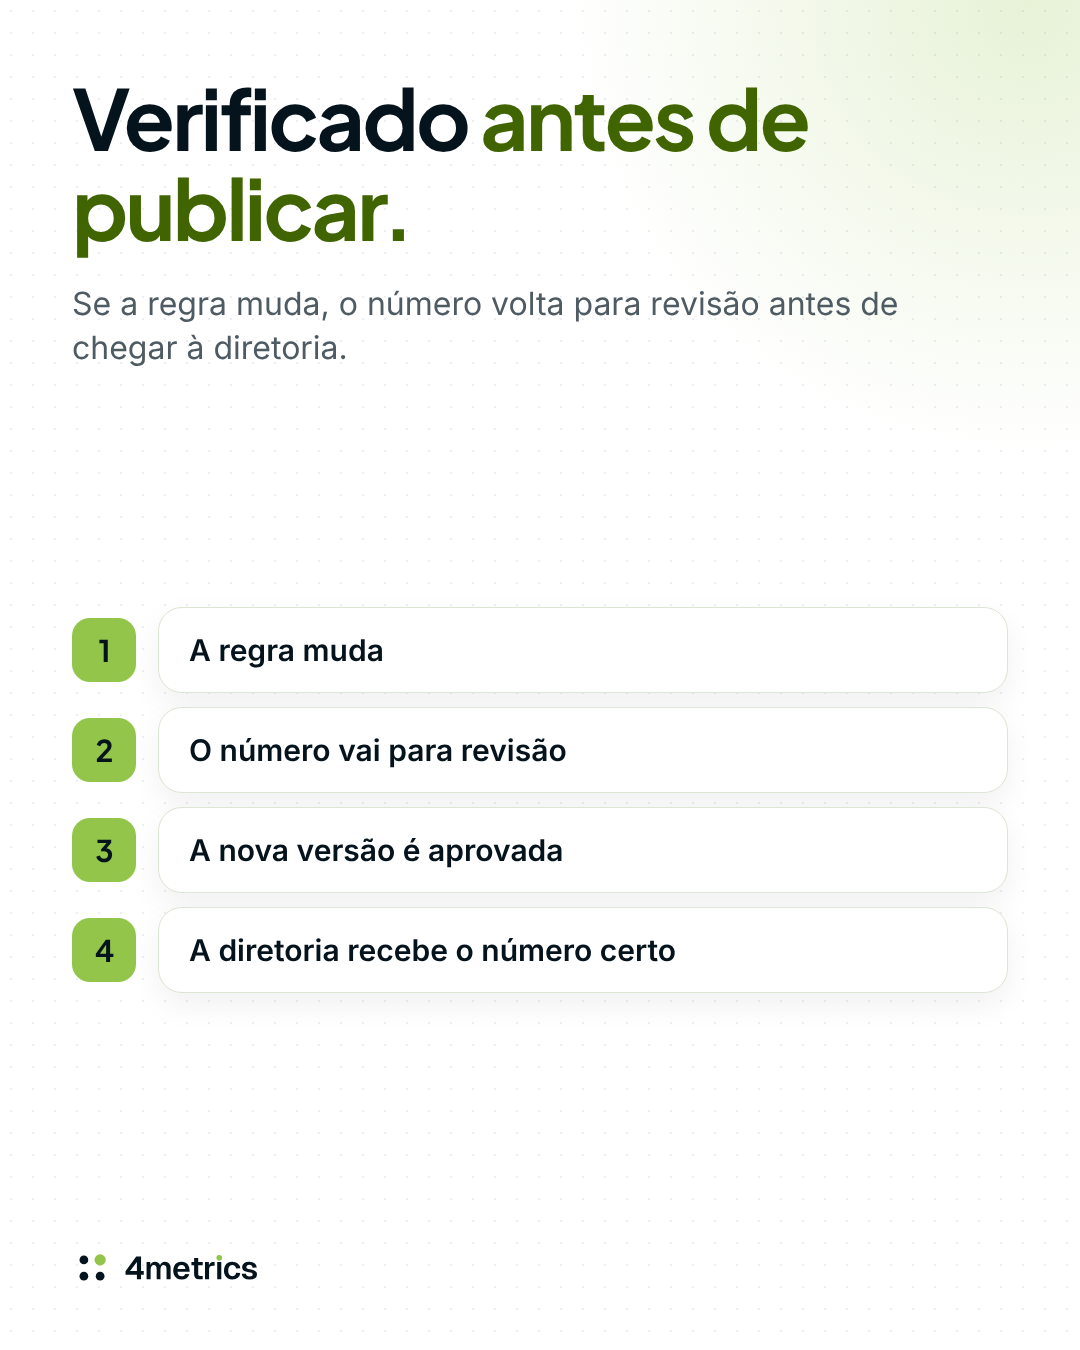 Verificado antes de
publicar.
Se a regra muda, o número volta para revisão antes de
chegar à diretoria.
1 A regra muda
2 O número vai para revisão
3 A nova versão é aprovada
4 A diretoria recebe o número certo
4metrics